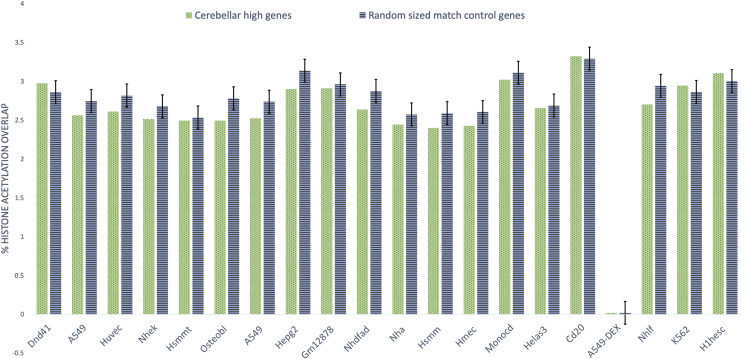 Cerebellar high genes
Random sized match control genes
% HISTONE ACETYLATION OVERLAP
4
3.5
3
2.5
2
1.5
1
0.5
0
-0.5
Dnd41
A549
Huvec
Nhek
Hsmmt
Osteobl
A549
Hepg2
Gm12878
Nhdfad
Nha
Hsmm
Hmec
Monocd
Helas3
Cd20
A549-DEX
Nhlf
K562
H1hesc